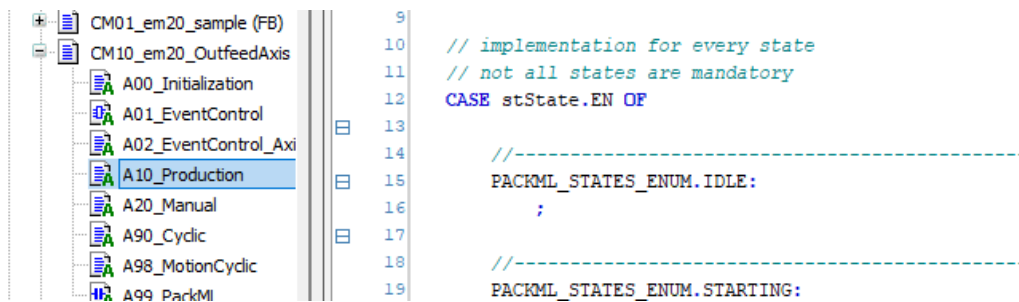 CM01_em20_sample (FB)
CM10_em20_OutfeedAxis
A00_Initialization
A01_EventControl
A02_EventControl_Axi
A10_Production
A20_Manual
A90_Cyclic
A98_MotionCyclic
A99_PackMl
9
10 // implementation for every state
11 // not all states are mandatory
12 CASE stState.EN OF
13
14 //------------------------------------------------
15 PACKML_STATES_ENUM.IDLE:
16 ;
17
18 //------------------------------------------------
19 PACKML_STATES_ENUM.STARTING: